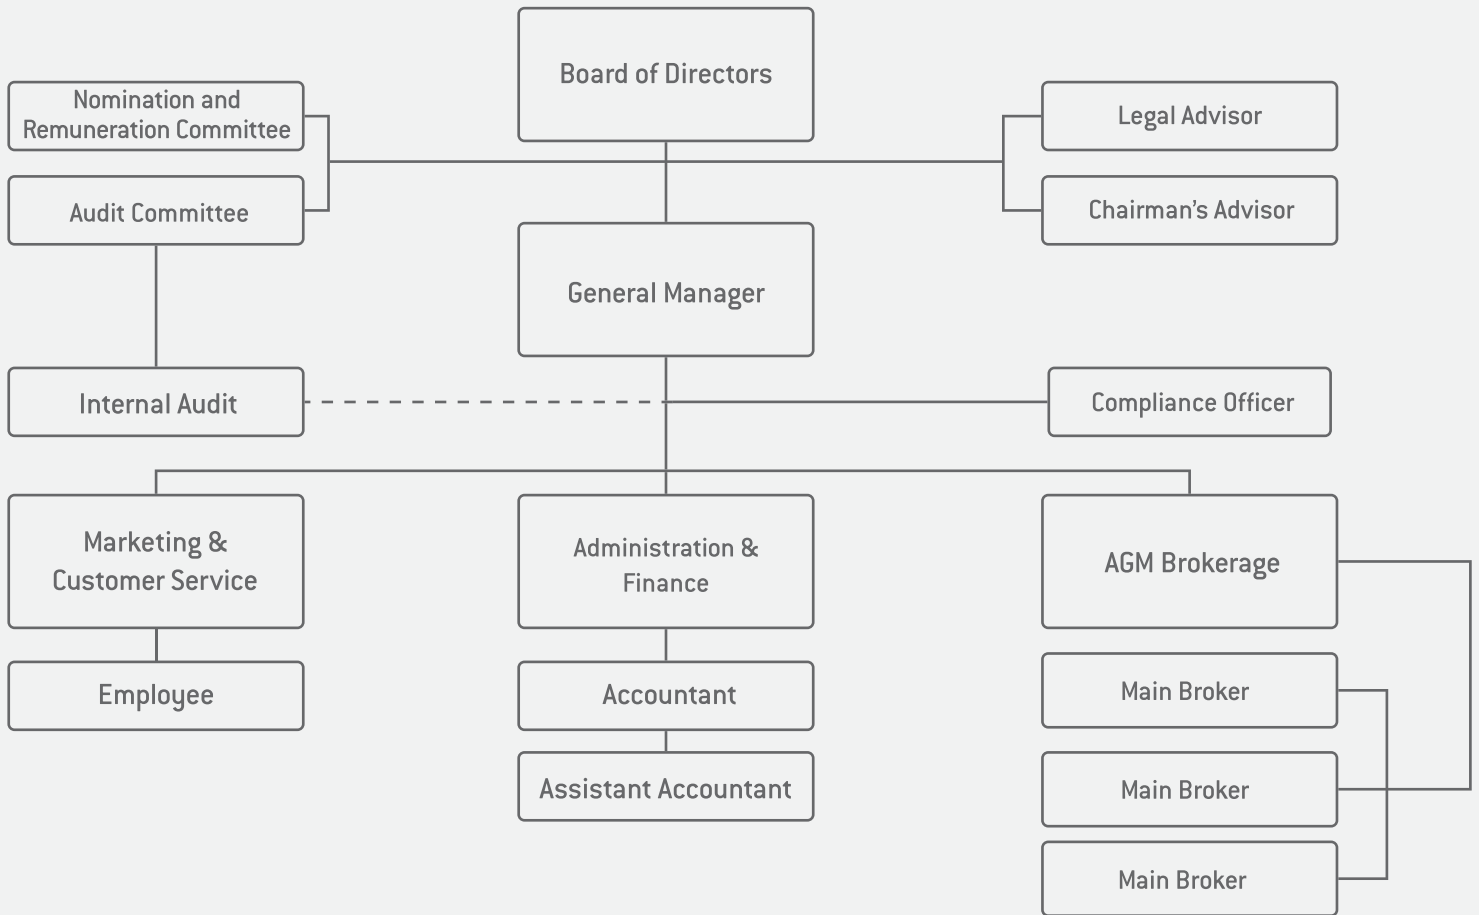 Board of Directors
Nomination and
Remuneration Committee
Legal Advisor
Audit Committee
Chairman’s Advisor
General Manager
Internal Audit
Compliance Officer
Marketing &
Customer Service
Administration &
Finance
AGM Brokerage
Employee
Accountant
Main Broker
Assistant Accountant
Main Broker
Main Broker